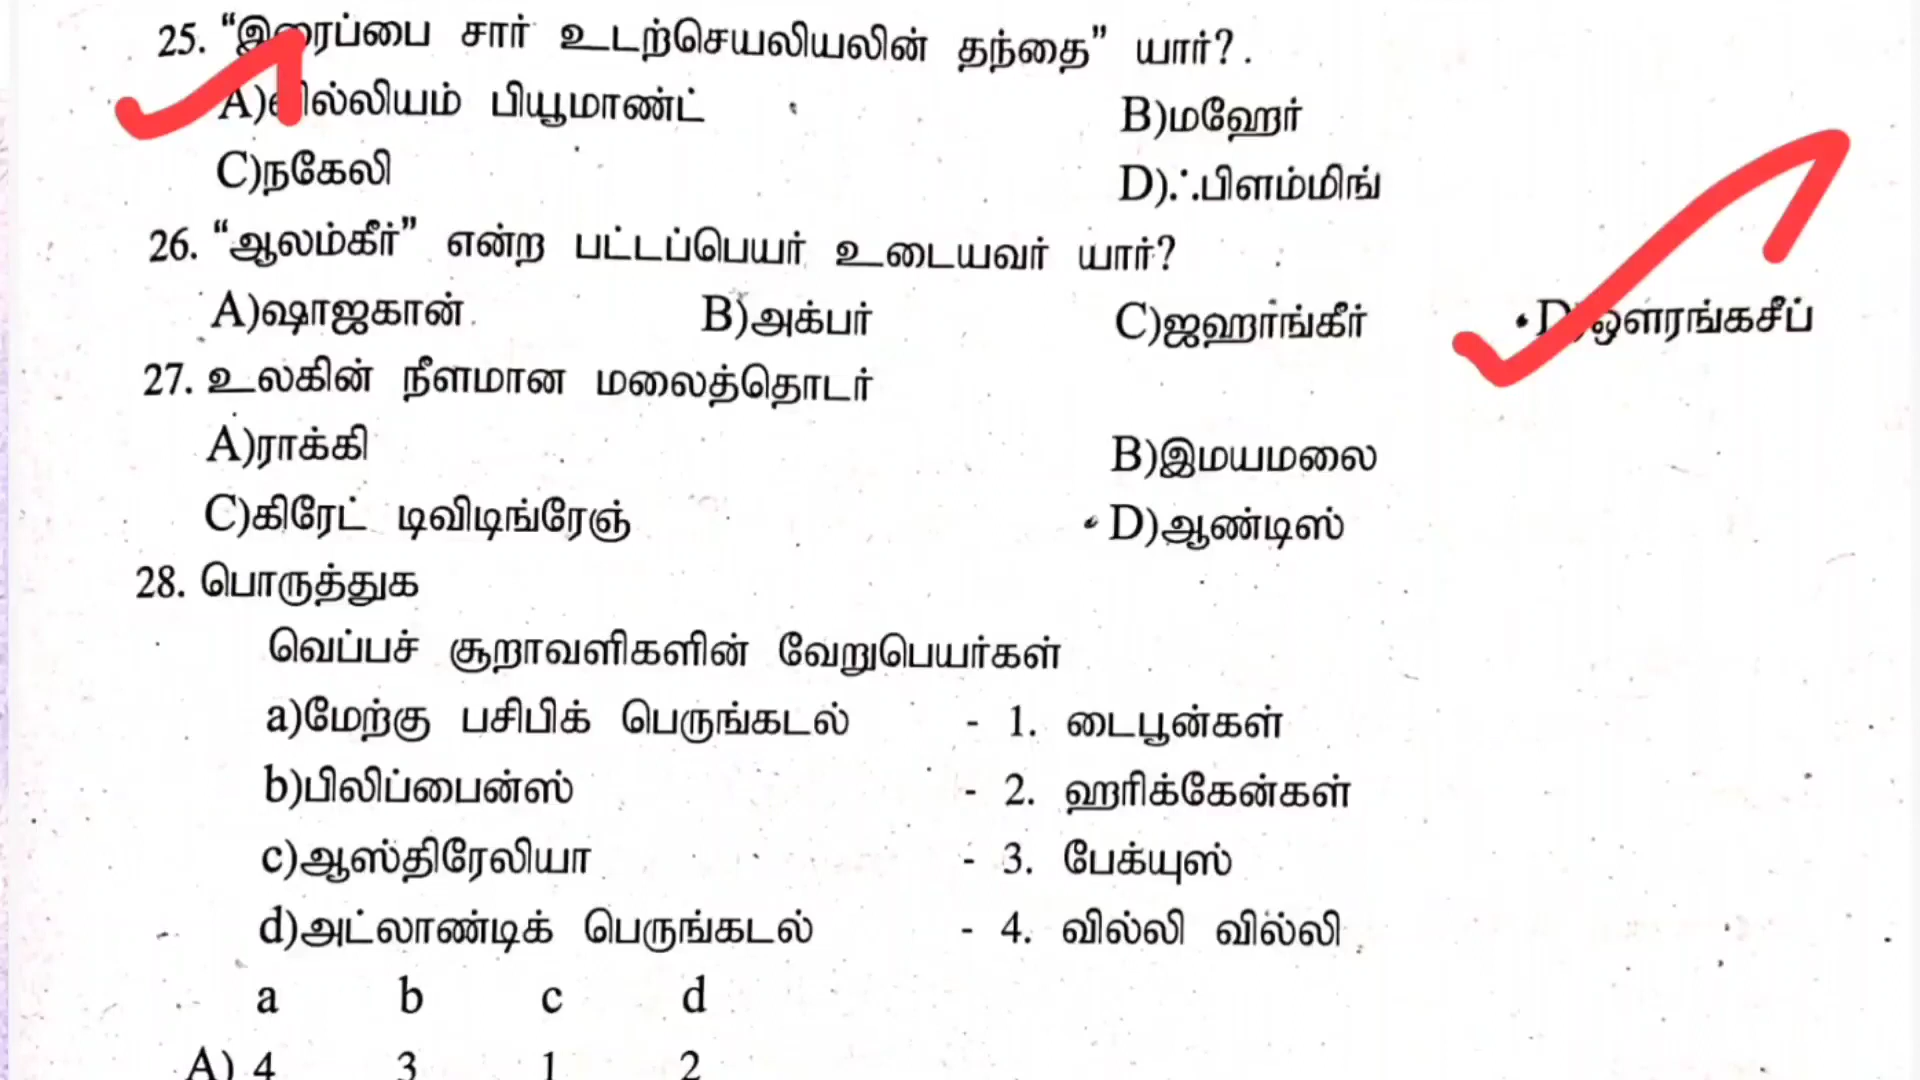 25. “இரைப்பை சார் உடற்செயலியலின் தந்தை” யார்?.
A)வில்லியம் பியூமாண்ட் B)மஹேர்
C)நகேலி D)ஃபிளம்மிங்
26. “ஆலம்கீர்” என்ற பட்டப்பெயர் உடையவர் யார்?
A)ஷாஜகான் B)அக்பர் C)ஜஹாங்கீர் D)ஔரங்கசீப்
27. உலகின் நீளமான மலைத்தொடர்
A)ராக்கி B)இமயமலை
C)கிரேட் டிவிடிங்ரேஞ் D)ஆண்டிஸ்
28. பொருத்துக
வெப்பச் சூறாவளிகளின் வேறுபெயர்கள்
a)மேற்கு பசிபிக் பெருங்கடல் - 1. டைபூன்கள்
b)பிலிப்பைன்ஸ் - 2. ஹரிக்கேன்கள்
c)ஆஸ்திரேலியா - 3. பேக்யுஸ்
d)அட்லாண்டிக் பெருங்கடல் - 4. வில்லி வில்லி
a b c d
A) 4 3 1 2